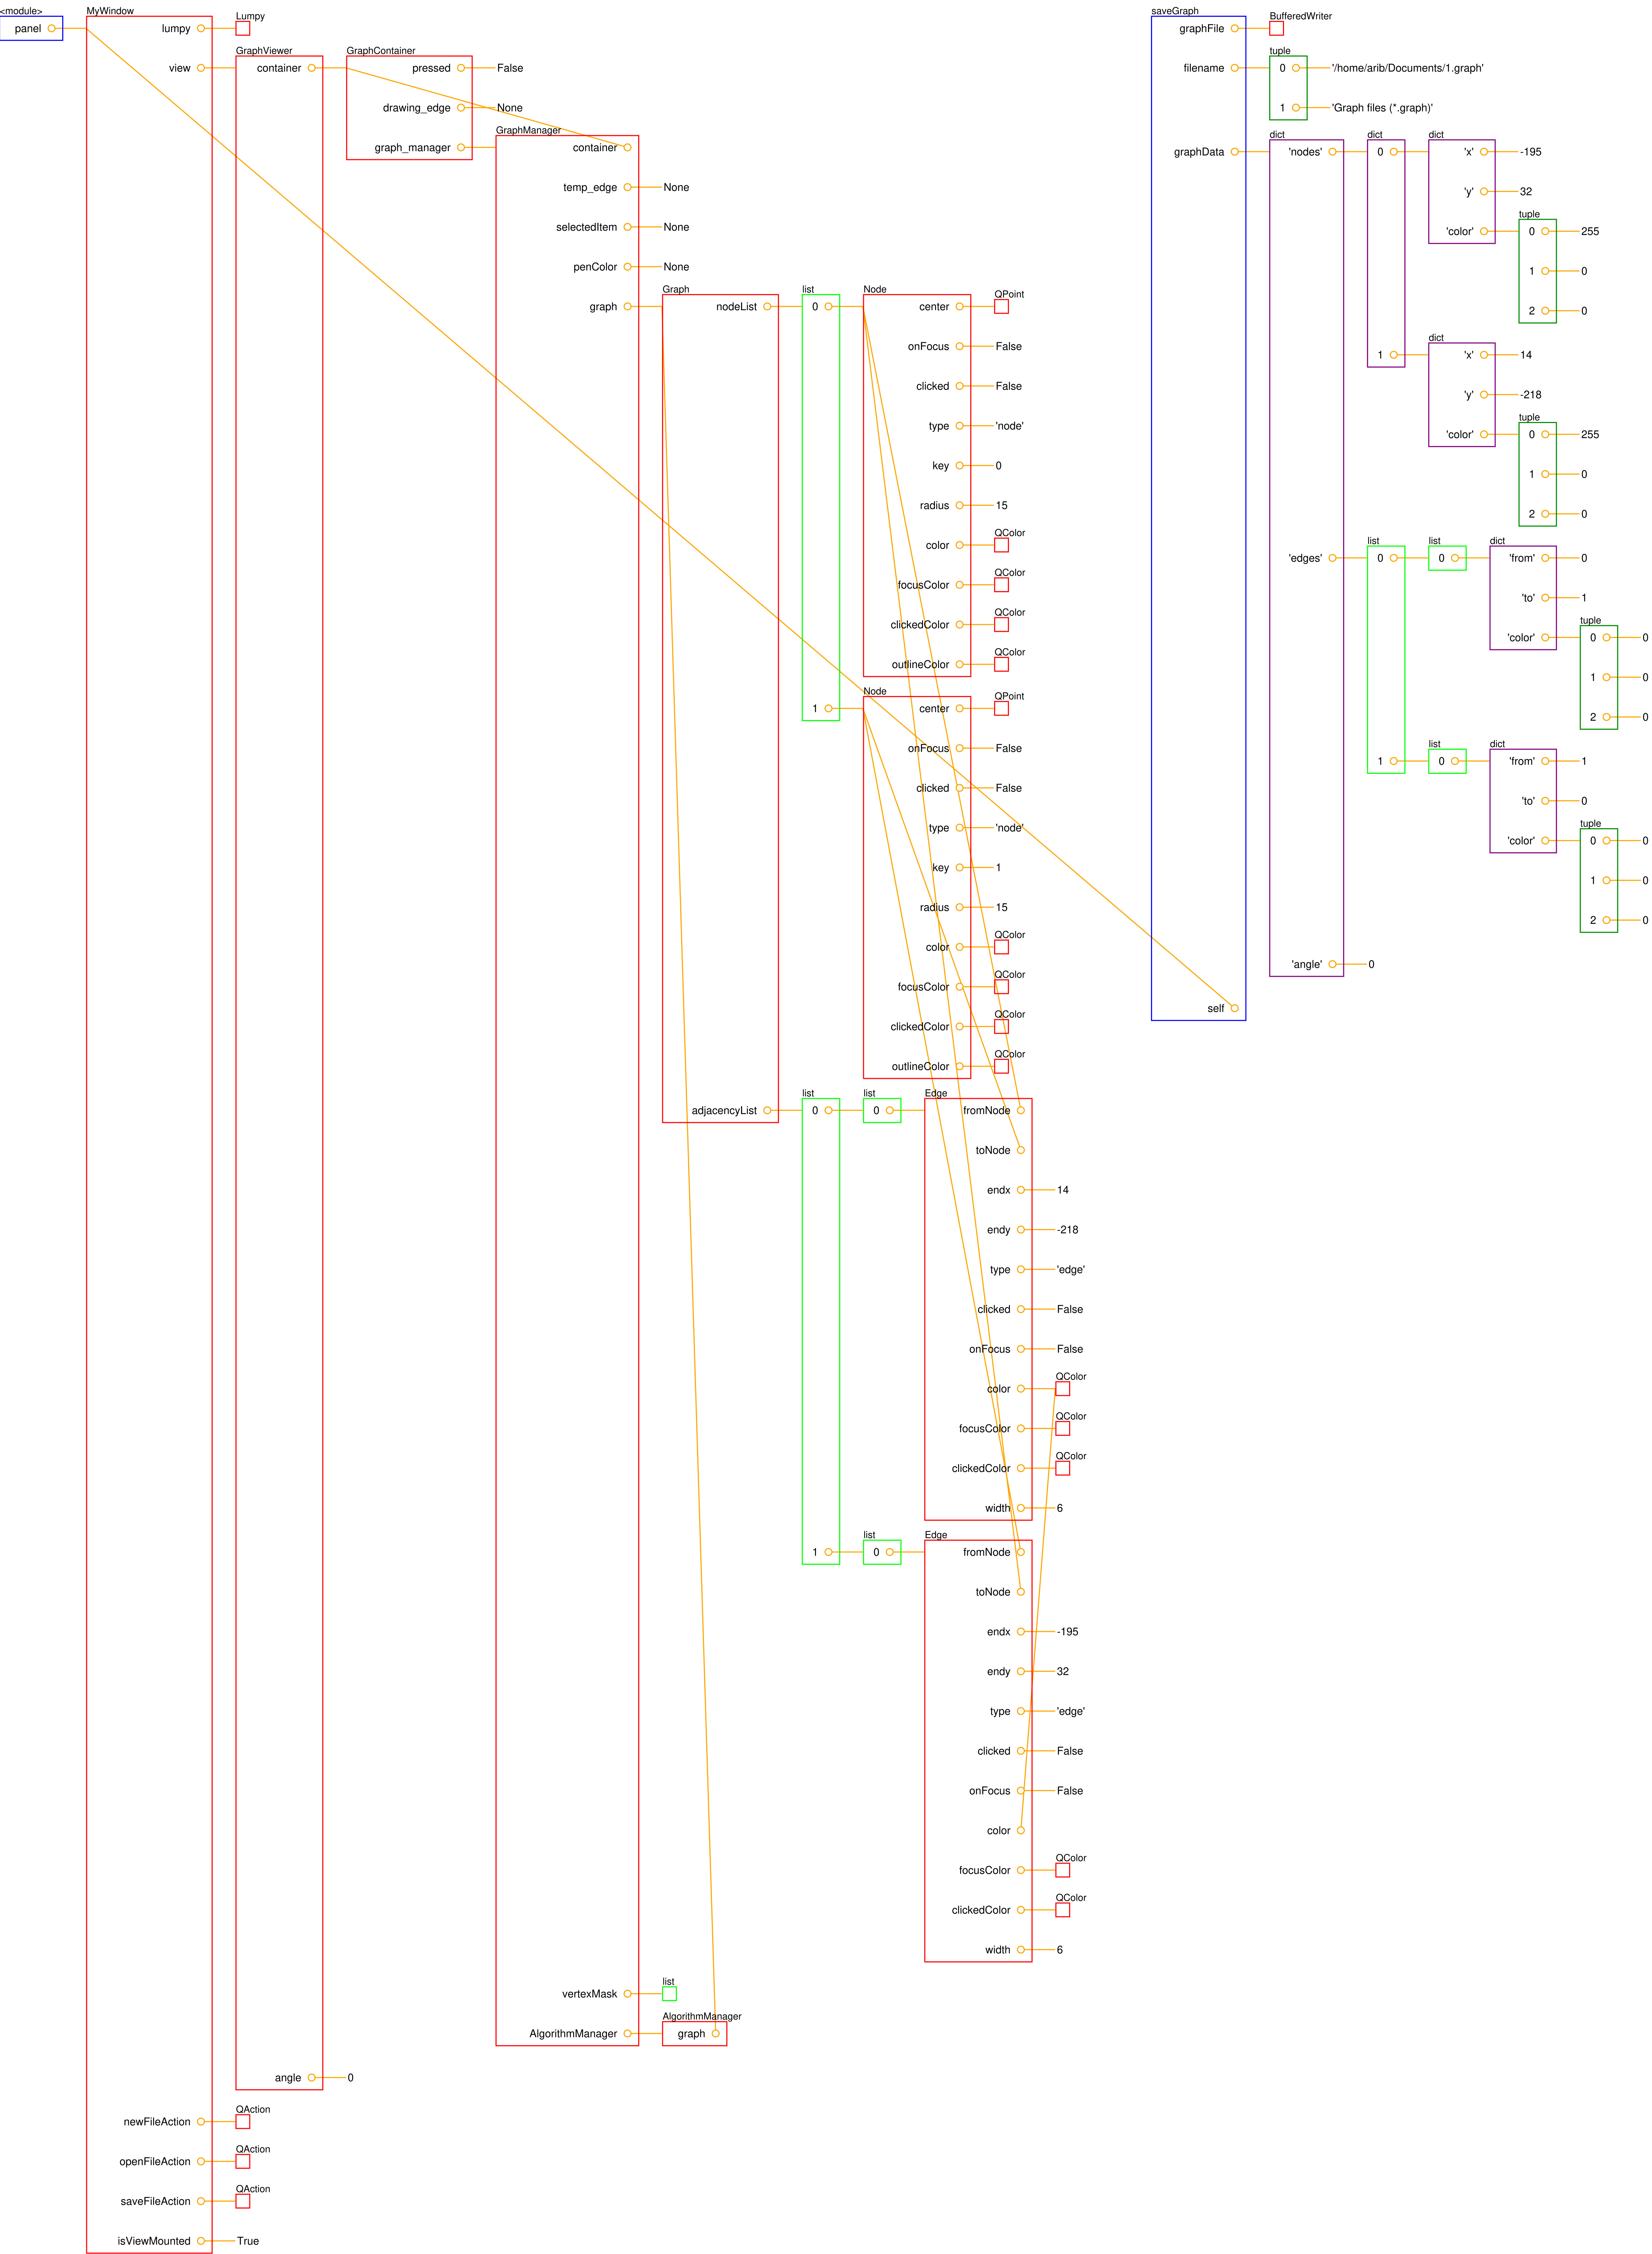 <module>
panel
MyWindow
lumpy
Lumpy
view
GraphViewer
container
GraphContainer
pressed
False
drawing_edge
None
graph_manager
GraphManager
container
temp_edge
None
selectedItem
None
penColor
None
graph
Graph
nodeList
list
0
Node
center
QPoint
onFocus
False
clicked
False
type
'node'
key
0
radius
15
color
QColor
focusColor
QColor
clickedColor
QColor
outlineColor
QColor
1
Node
center
QPoint
onFocus
False
clicked
False
type
'node'
key
1
radius
15
color
QColor
focusColor
QColor
clickedColor
QColor
outlineColor
QColor
adjacencyList
list
0
list
0
Edge
fromNode
toNode
endx
14
endy
-218
type
'edge'
clicked
False
onFocus
False
color
QColor
focusColor
QColor
clickedColor
QColor
width
6
1
list
0
Edge
fromNode
toNode
endx
-195
endy
32
type
'edge'
clicked
False
onFocus
False
color
focusColor
QColor
clickedColor
QColor
width
6
vertexMask
list
AlgorithmManager
AlgorithmManager
graph
angle
0
newFileAction
QAction
openFileAction
QAction
saveFileAction
QAction
isViewMounted
True
saveGraph
graphFile
BufferedWriter
filename
tuple
0
'/home/arib/Documents/1.graph'
1
'Graph files (*.graph)'
graphData
dict
'nodes'
dict
0
dict
'x'
-195
'y'
32
'color'
tuple
0
255
1
0
2
0
1
dict
'x'
14
'y'
-218
'color'
tuple
0
255
1
0
2
0
'edges'
list
0
list
0
dict
'from'
0
'to'
1
'color'
tuple
0
0
1
0
2
0
1
list
0
dict
'from'
1
'to'
0
'color'
tuple
0
0
1
0
2
0
'angle'
0
self